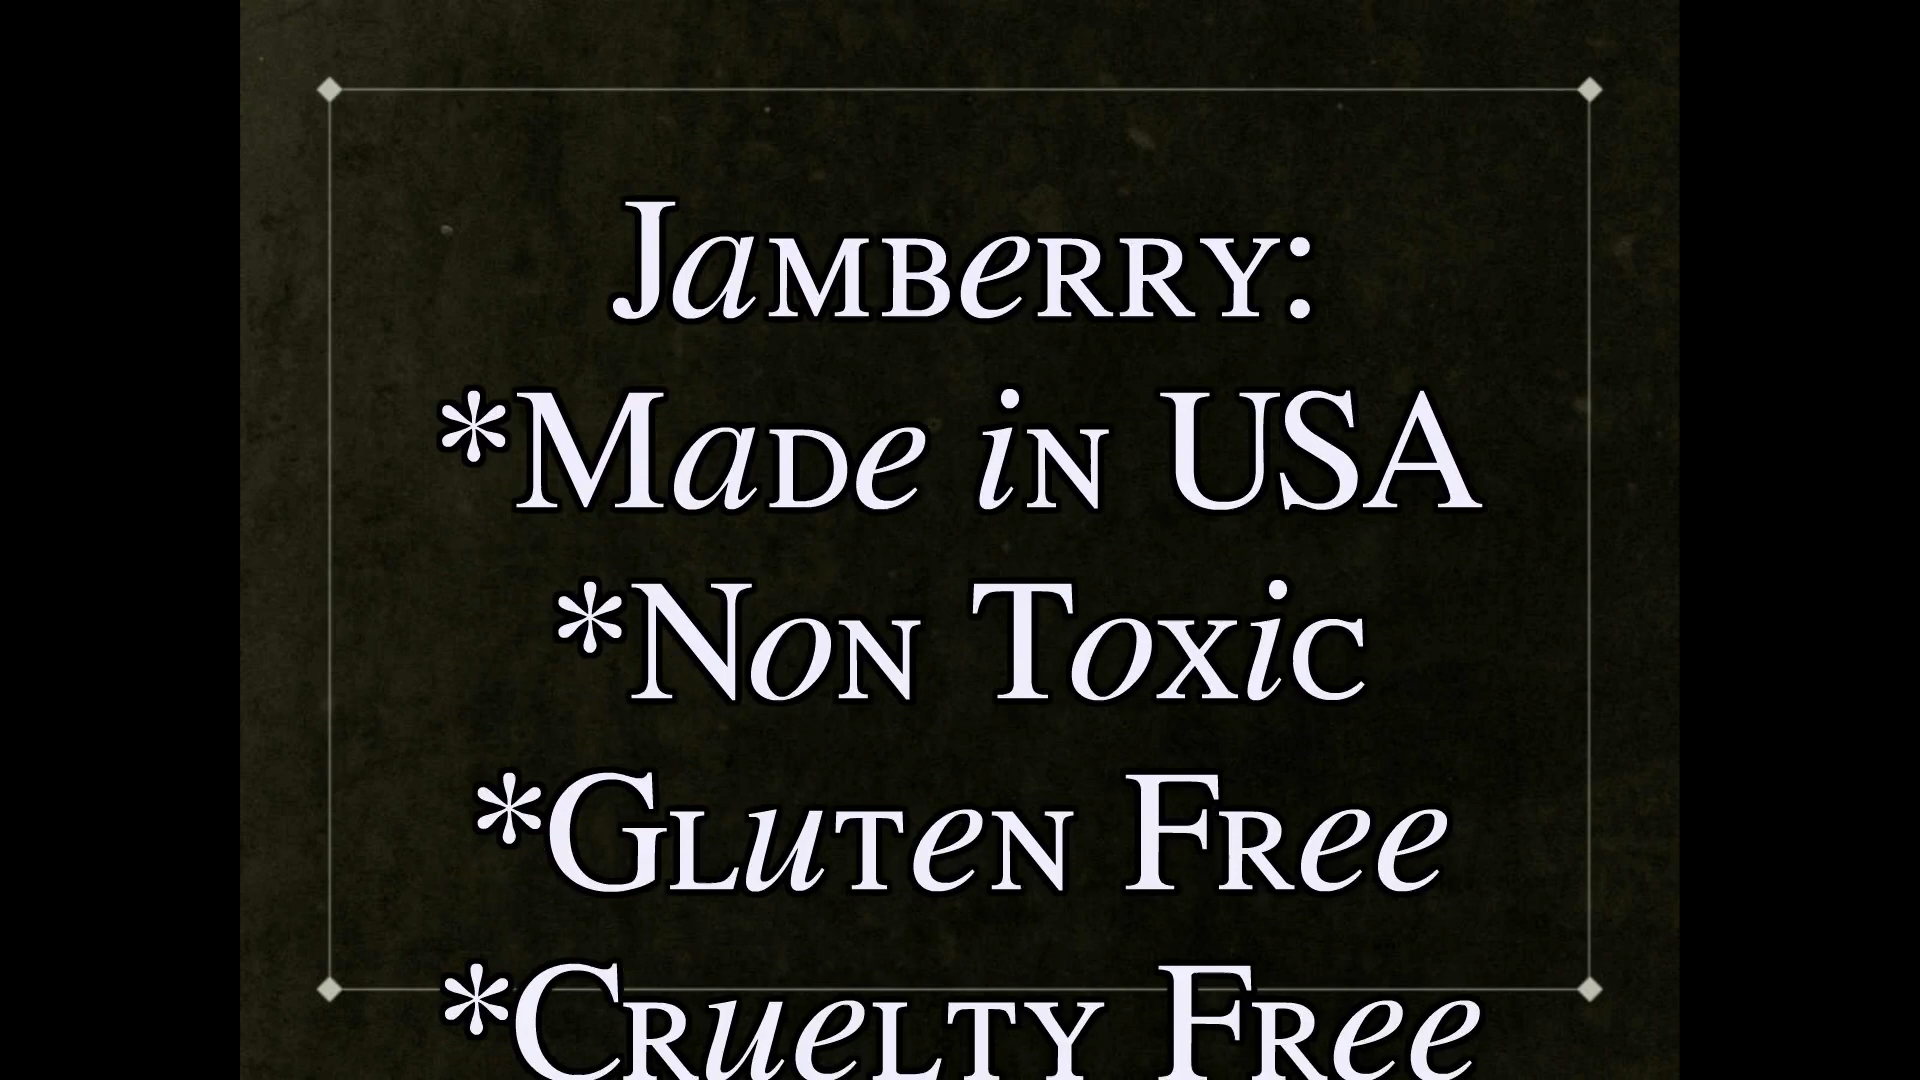 Jamberry:
*Made in USA
*Non Toxic
*Gluten Free
*Cruelty Free